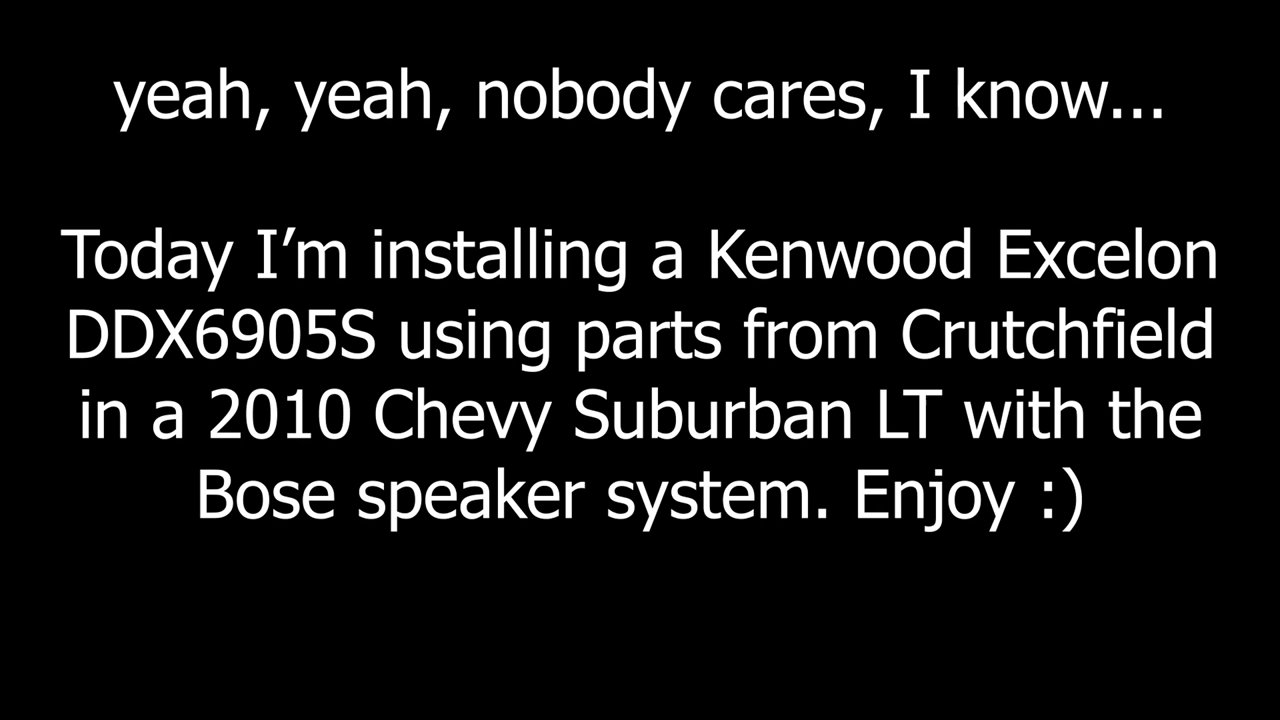 yeah, yeah, nobody cares, I know...
Today I’m installing a Kenwood Excelon
DDX6905S using parts from Crutchfield
in a 2010 Chevy Suburban LT with the
Bose speaker system. Enjoy :)